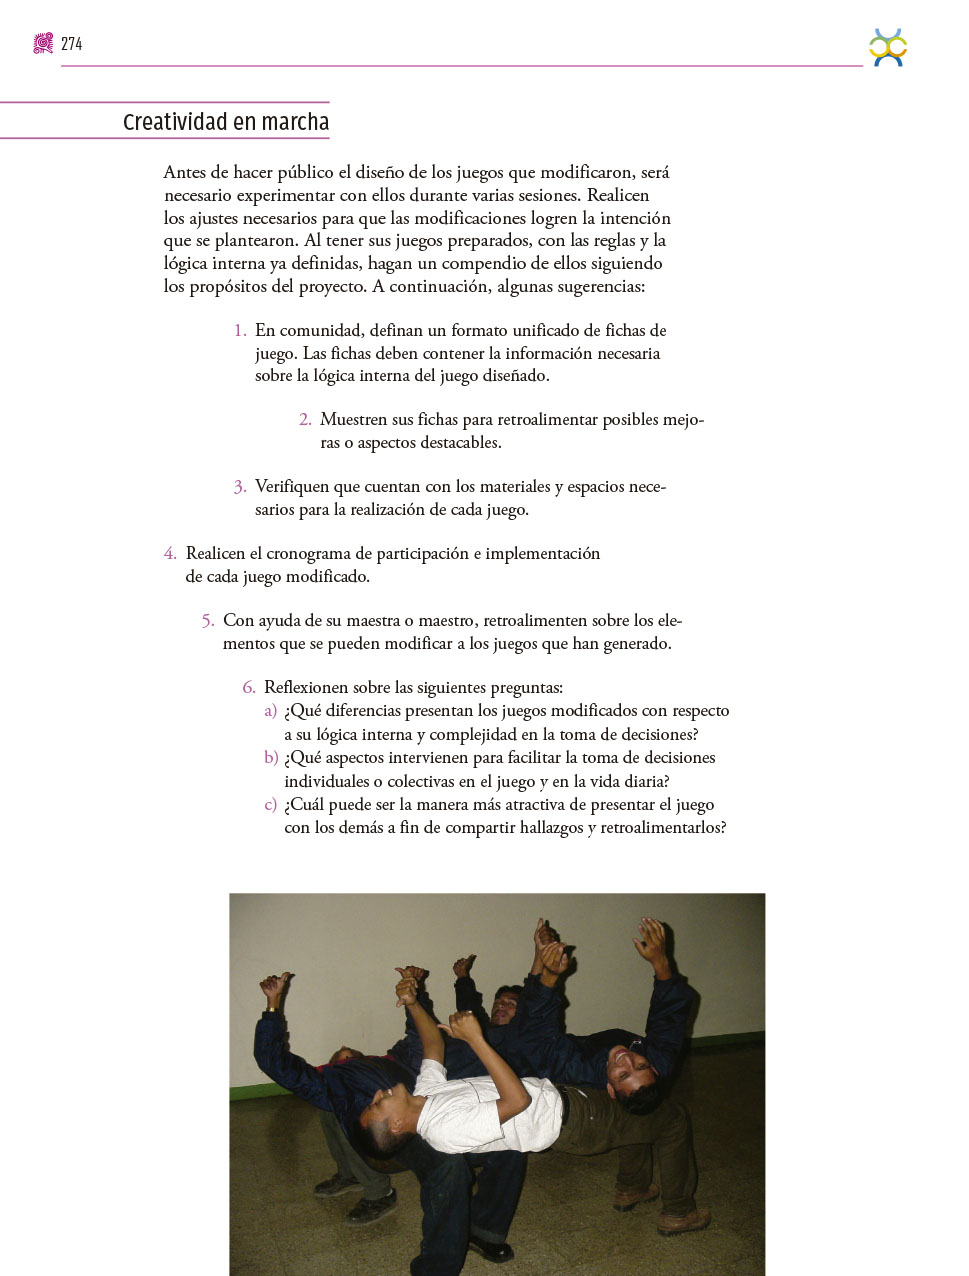 274
Creatividad en marcha
Antes de hacer público el diseño de los juegos que modificaron, será
necesario experimentar con ellos durante varias sesiones. Realicen
los ajustes necesarios para que las modificaciones logren la intención
que se plantearon. Al tener sus juegos preparados, con las reglas y la
lógica interna ya definidas, hagan un compendio de ellos siguiendo
los propósitos del proyecto. A continuación, algunas sugerencias:
1. En comunidad, definan un formato unificado de fichas de
juego. Las fichas deben contener la información necesaria
sobre la lógica interna del juego diseñado.
2. Muestren sus fichas para retroalimentar posibles mejo-
ras o aspectos destacables.
3. Verifiquen que cuentan con los materiales y espacios nece-
sarios para la realización de cada juego.
4. Realicen el cronograma de participación e implementación
de cada juego modificado.
5. Con ayuda de su maestra o maestro, retroalimenten sobre los ele-
mentos que se pueden modificar a los juegos que han generado.
6. Reflexionen sobre las siguientes preguntas:
a) ¿Qué diferencias presentan los juegos modificados con respecto
a su lógica interna y complejidad en la toma de decisiones?
b) ¿Qué aspectos intervienen para facilitar la toma de decisiones
individuales o colectivas en el juego y en la vida diaria?
c) ¿Cuál puede ser la manera más atractiva de presentar el juego
con los demás a fin de compartir hallazgos y retroalimentarlos?